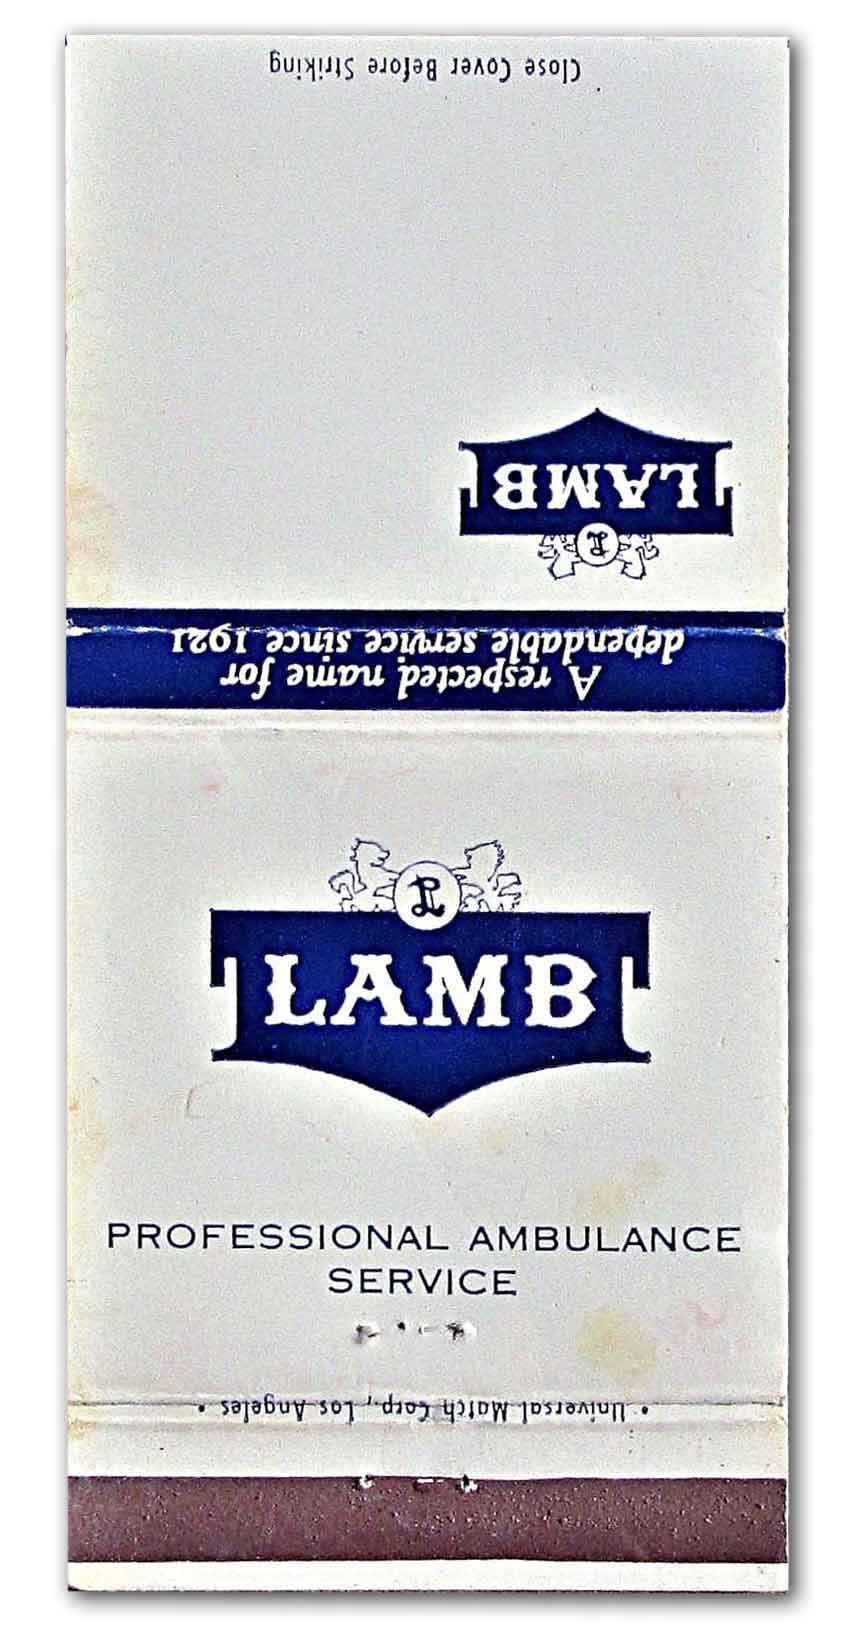 Close Cover Before Striking
LAMB
L
A respected name for
dependable service since 1921
L
LAMB
PROFESSIONAL AMBULANCE
SERVICE
• Universal Match Corp., Los Angeles •